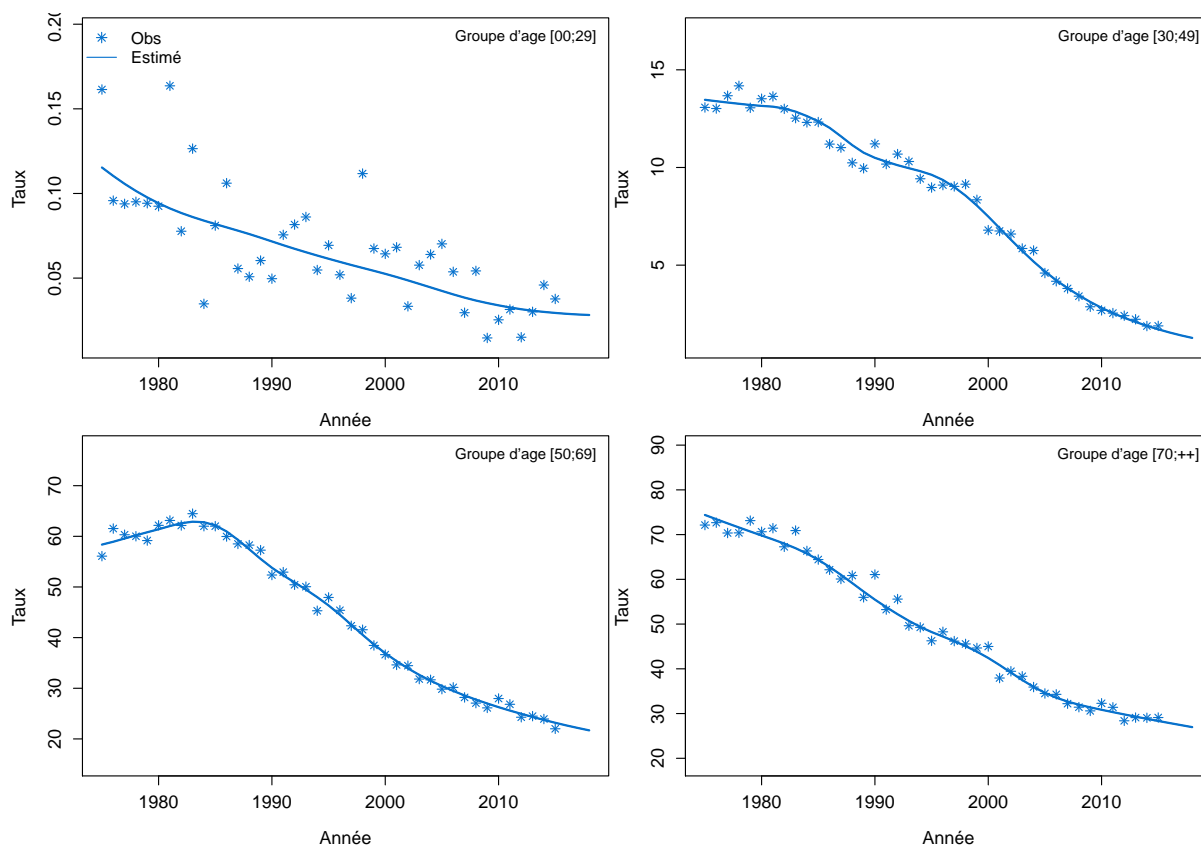 Groupe d'age [00;29]
Obs
Estimé
Taux
0.05
0.10
0.15
0.20
1980
1990
2000
2010
Année
Groupe d'age [30;49]
Taux
5
10
15
1980
1990
2000
2010
Année
Groupe d'age [50;69]
Taux
20
30
40
50
60
70
1980
1990
2000
2010
Année
Groupe d'age [70;++]
Taux
20
30
40
50
60
70
80
90
1980
1990
2000
2010
Année